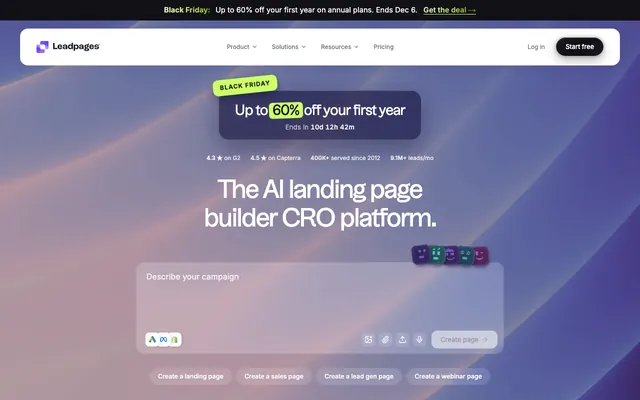 Black Friday: Up to 60% off your first year on annual plans. Ends Dec 6. Get the deal →
Leadpages
Product Solutions Resources Pricing
Log in
Start free
BLACK FRIDAY
Up to 60% off your first year
Ends in 10d 12h 42m
4.3 ★ on G2 4.5 ★ on Capterra 400K+ served since 2012 9.1M+ leads/mo
The AI landing page
builder CRO platform.
Describe your campaign
Create page →
Create a landing page Create a sales page Create a lead gen page Create a webinar page